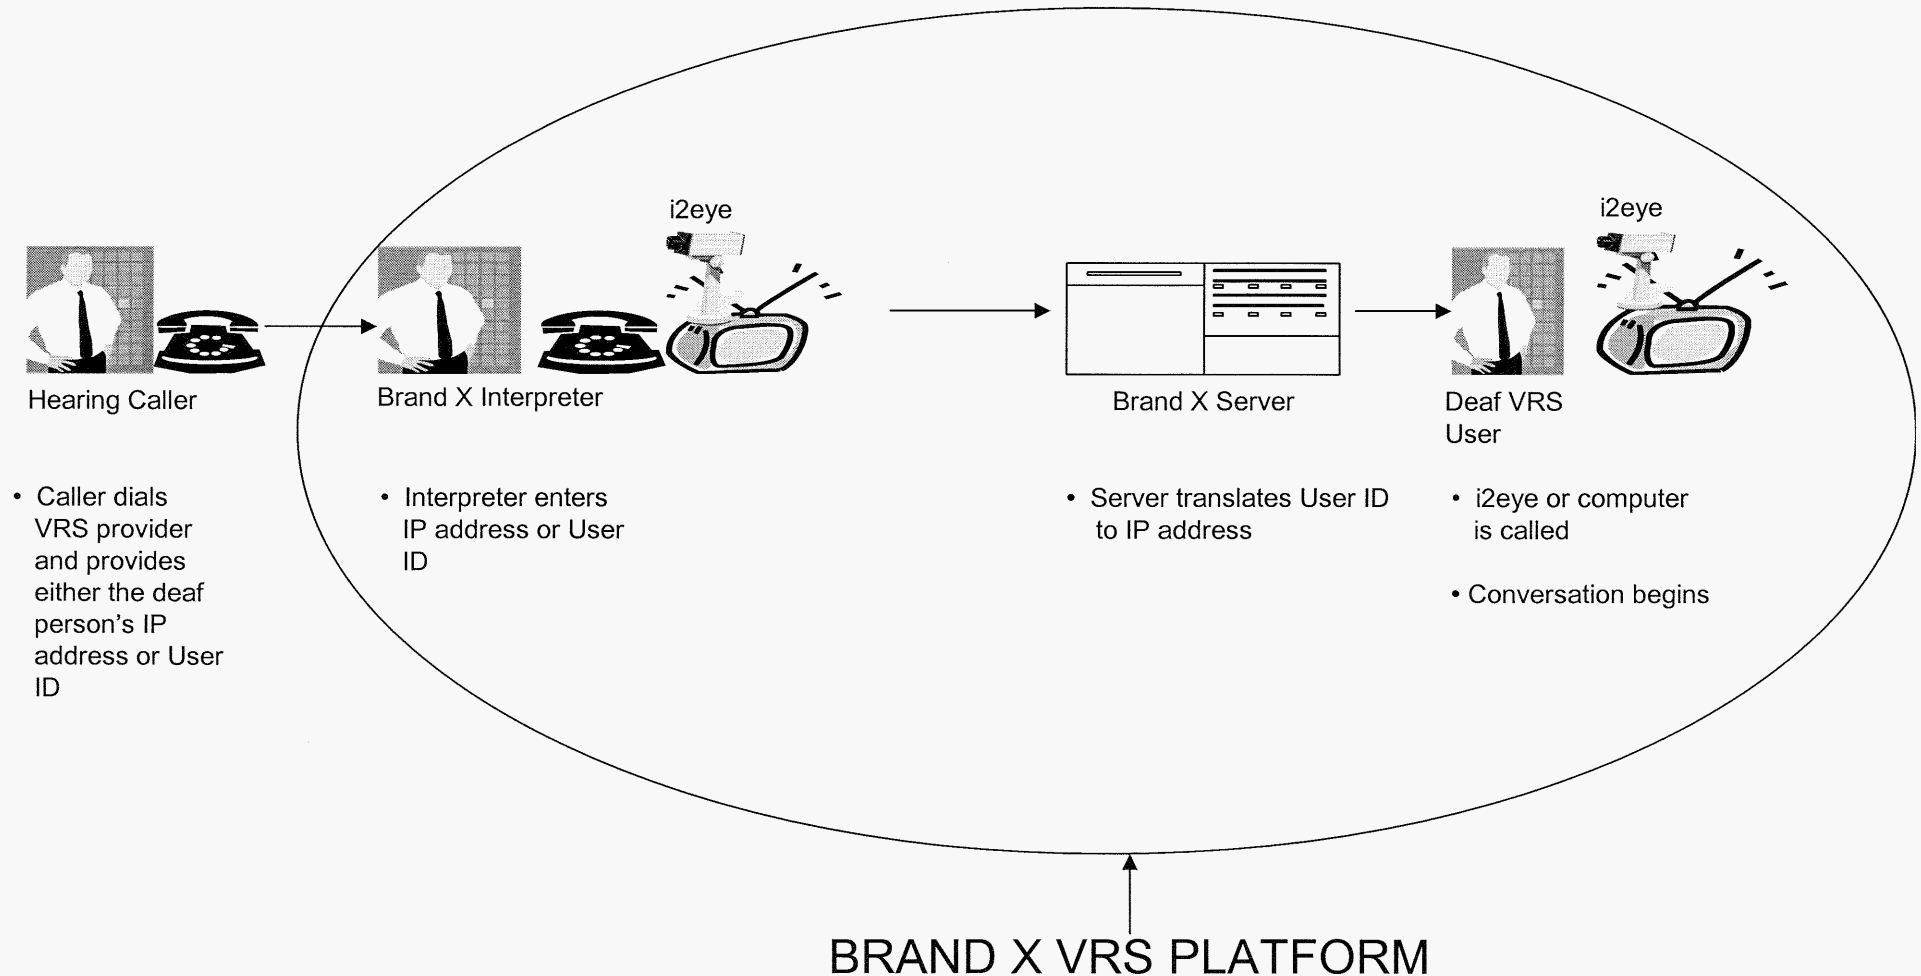 i2eye
i2eye
Hearing Caller
Brand X Interpreter
Brand X Server
Deaf VRS
User
• Caller dials
VRS provider
and provides
either the deaf
person's IP
address or User
ID
• Interpreter enters
IP address or User
ID
• Server translates User ID
to IP address
• i2eye or computer
is called
• Conversation begins
BRAND X VRS PLATFORM